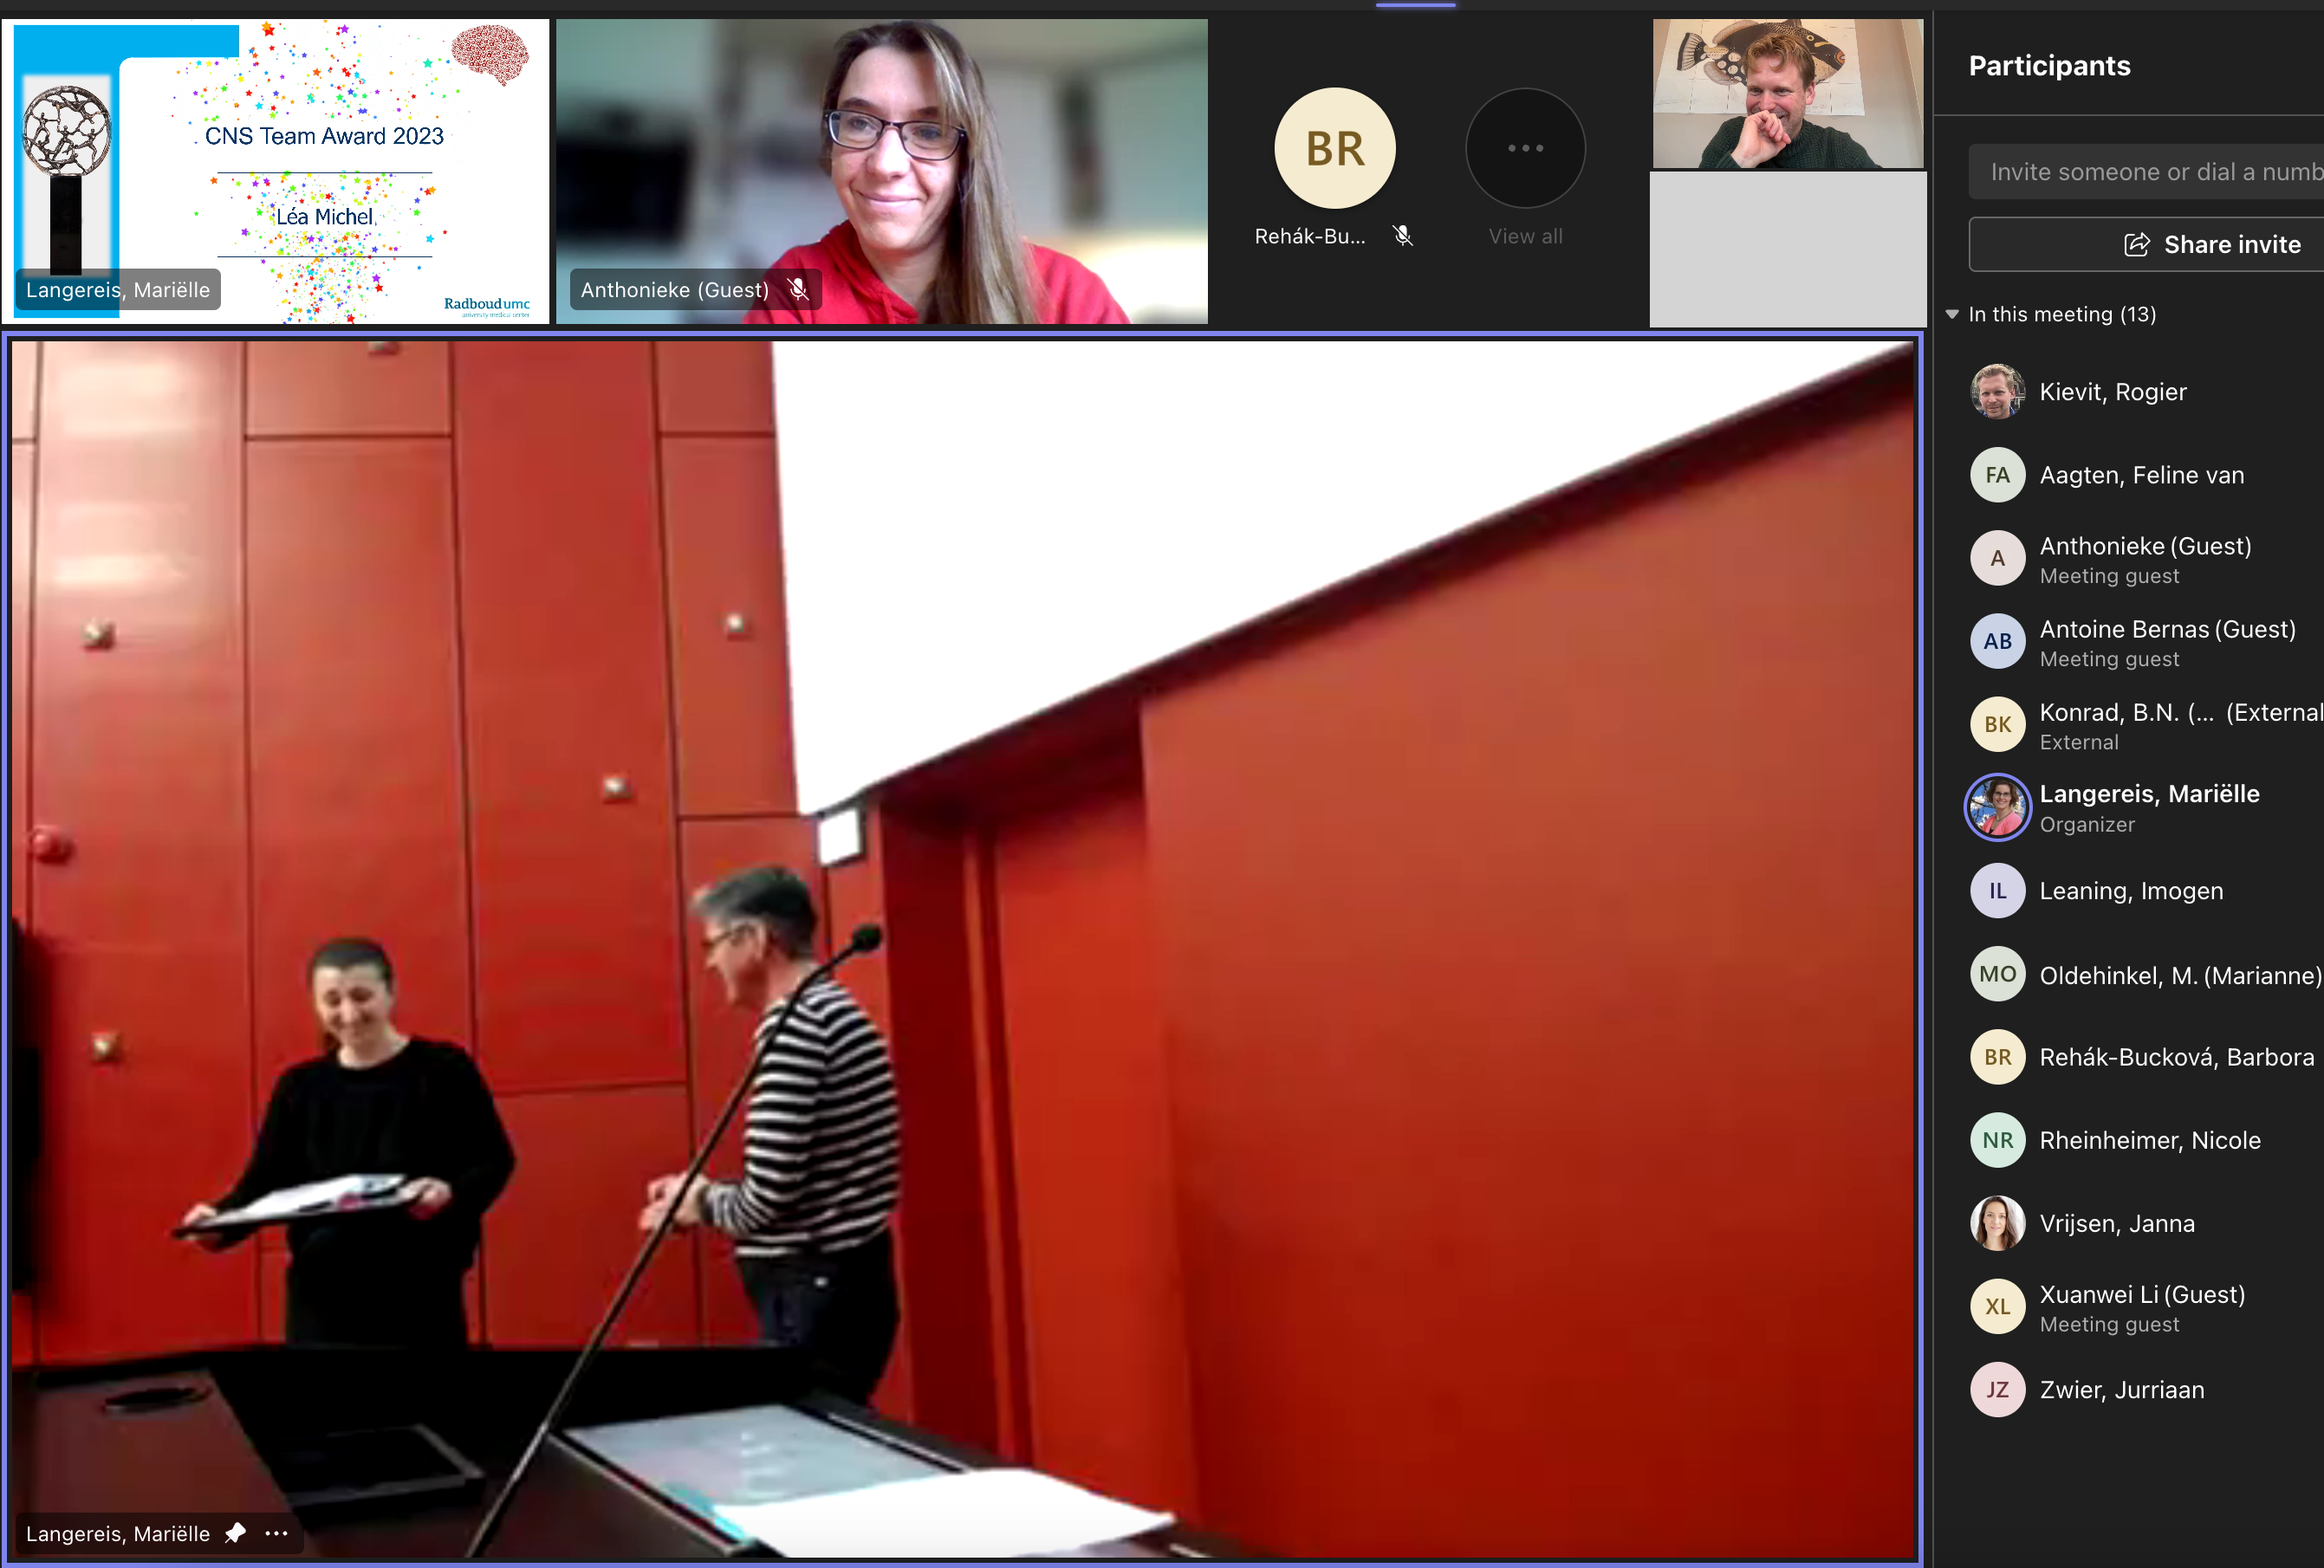 CNS Team Award 2023
Léa Michel
Radboudumc
university medical center
Langereis, Mariëlle
Anthonieke (Guest)
BR
Rehák-Bu...
View all
Langereis, Mariëlle
Participants
Invite someone or dial a numb
Share invite
In this meeting (13)
Kievit, Rogier
FA
Aagten, Feline van
A
Anthonieke (Guest)
Meeting guest
AB
Antoine Bernas (Guest)
Meeting guest
BK
Konrad, B.N. (... (External
External
Langereis, Mariëlle
Organizer
IL
Leaning, Imogen
MO
Oldehinkel, M. (Marianne)
BR
Rehák-Bucková, Barbora
NR
Rheinheimer, Nicole
Vrijsen, Janna
XL
Xuanwei Li (Guest)
Meeting guest
JZ
Zwier, Jurriaan